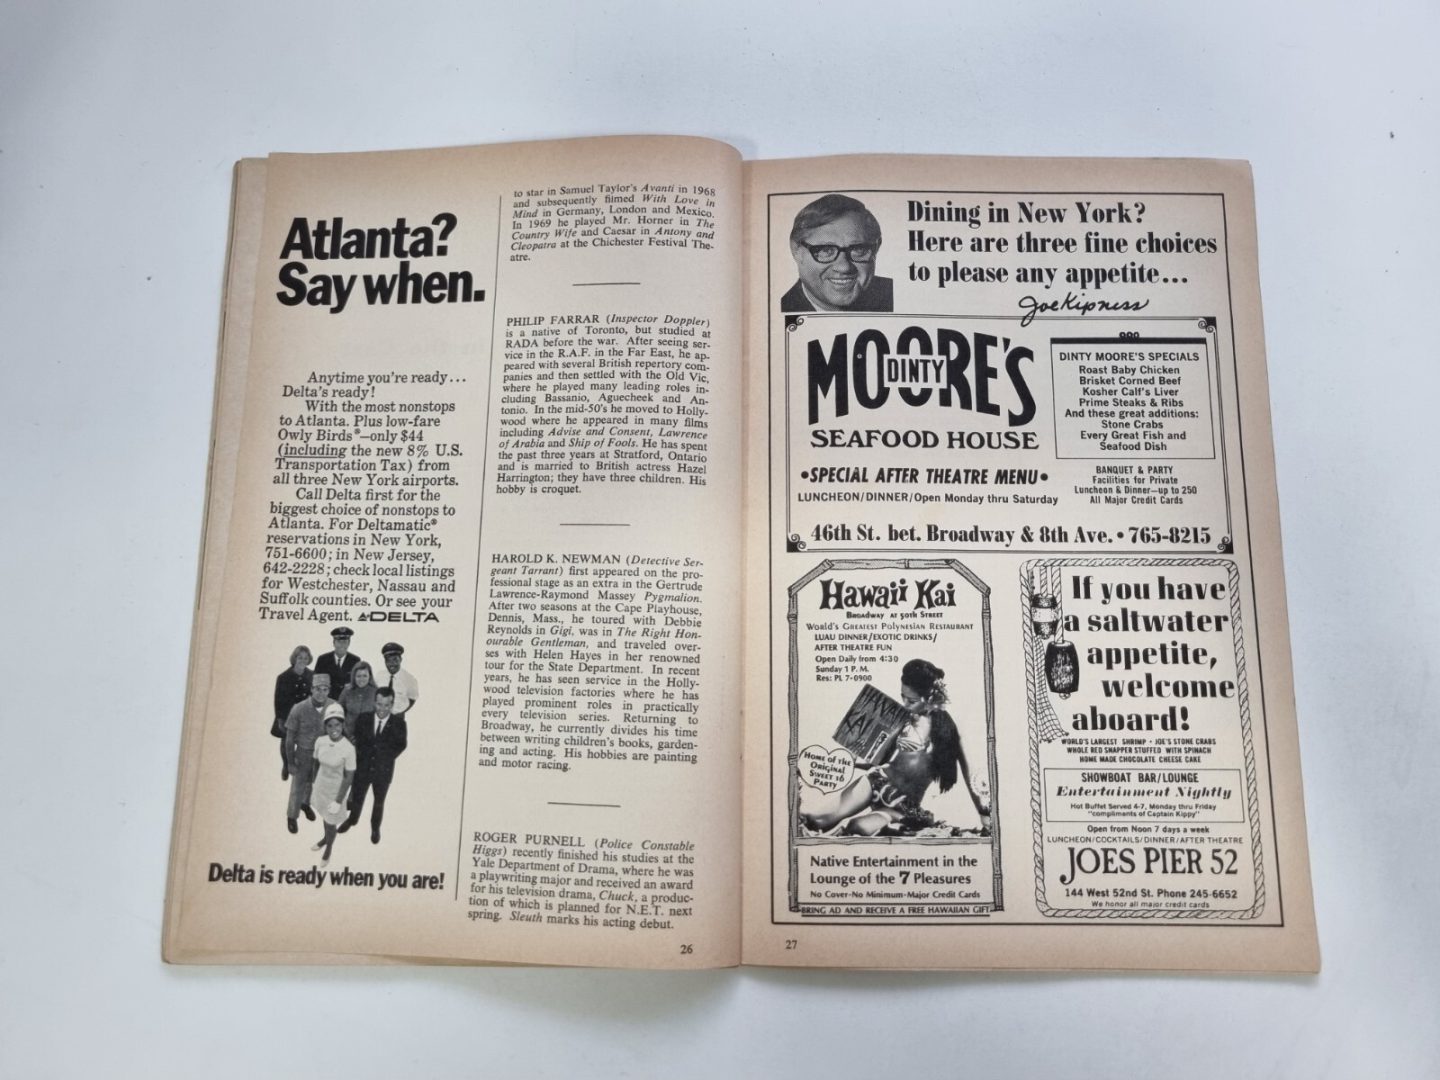 Atlanta?
Say when.
Anytime you're ready...
Delta's ready!
With the most nonstops
to Atlanta. Plus low-fare
Owly Birds®—only $44
(including the new 8% U.S.
Transportation Tax) from
all three New York airports.
Call Delta first for the
biggest choice of nonstops to
Atlanta. For Deltamatic®
reservations in New York,
751-6600; in New Jersey,
642-2228; check local listings
for Westchester, Nassau and
Suffolk counties. Or see your
Travel Agent. DELTA
Delta is ready when you are!
to star in Samuel Taylor's Avanti in 1968
and subsequently filmed With Love in
Mind in Germany, London and Mexico.
In 1969 he played Mr. Horner in The
Country Wife and Caesar in Antony and
Cleopatra at the Chichester Festival The-
atre.
PHILIP FARRAR (Inspector Doppler)
is a native of Toronto, but studied at
RADA before the war. After seeing ser-
vice in the R.A.F. in the Far East, he ap-
peared with several British repertory com-
panies and then settled with the Old Vic,
where he played many leading roles in-
cluding Bassanio, Aguecheek and An-
tonio. In the mid-50's he moved to Holly-
wood where he appeared in many films
including Advise and Consent, Lawrence
of Arabia and Ship of Fools. He has spent
the past three years at Stratford, Ontario
and is married to British actress Hazel
Harrington; they have three children. His
hobby is croquet.
HAROLD K. NEWMAN (Detective Ser-
geant Tarrant) first appeared on the pro-
fessional stage as an extra in the Gertrude
Lawrence-Raymond Massey Pygmalion.
After two seasons at the Cape Playhouse,
Dennis, Mass., he toured with Debbie
Reynolds in Gigi, was in The Right Hon-
ourable Gentleman, and traveled over-
ses with Helen Hayes in her renowned
tour for the State Department. In recent
years, he has seen service in the Holly-
wood television factories where he has
played prominent roles in practically
every television series. Returning to
Broadway, he currently divides his time
between writing children's books, garden-
ing and acting. His hobbies are painting
and motor racing.
ROGER PURNELL (Police Constable
Higgs) recently finished his studies at the
Yale Department of Drama, where he was
a playwriting major and received an award
for his television drama, Chuck, a produc-
tion of which is planned for N.E.T. next
spring. Sleuth marks his acting debut.
26
Dining in New York?
Here are three fine choices
to please any appetite...
Joe Kipness
MOORE'S
DINTY
SEAFOOD HOUSE
DINTY MOORE'S SPECIALS
Roast Baby Chicken
Brisket Corned Beef
Kosher Calf's Liver
Prime Steaks & Ribs
And these great additions:
Stone Crabs
Every Great Fish and
Seafood Dish
•SPECIAL AFTER THEATRE MENU•
LUNCHEON/DINNER/Open Monday thru Saturday
BANQUET & PARTY
Facilities for Private
Luncheon & Dinner—up to 250
All Major Credit Cards
46th St. bet. Broadway & 8th Ave. • 765-8215
Hawaii Kai
Broadway at 50th Street
World's Greatest Polynesian Restaurant
LUAU DINNER/EXOTIC DRINKS/
AFTER THEATRE FUN
Open Daily from 4:30
Sunday 1 P.M.
Res: PL 7-0900
HAWAII
KAI
Home of the
Original
Sweet 16
Party
Native Entertainment in the
Lounge of the 7 Pleasures
No Cover-No Minimum-Major Credit Cards
BRING AD AND RECEIVE A FREE HAWAIIAN GIFT
If you have
a saltwater
appetite,
welcome
aboard!
WORLD'S LARGEST SHRIMP • JOE'S STONE CRABS
WHOLE RED SNAPPER STUFFED WITH SPINACH
HOME MADE CHOCOLATE CHEESE CAKE
SHOWBOAT BAR/LOUNGE
Entertainment Nightly
Hot Buffet Served 4-7, Monday thru Friday
"compliments of Captain Kippy"
Open from Noon 7 days a week
LUNCHEON/COCKTAILS/DINNER/AFTER THEATRE
JOES PIER 52
144 West 52nd St. Phone 245-6652
We honor all major credit cards
27